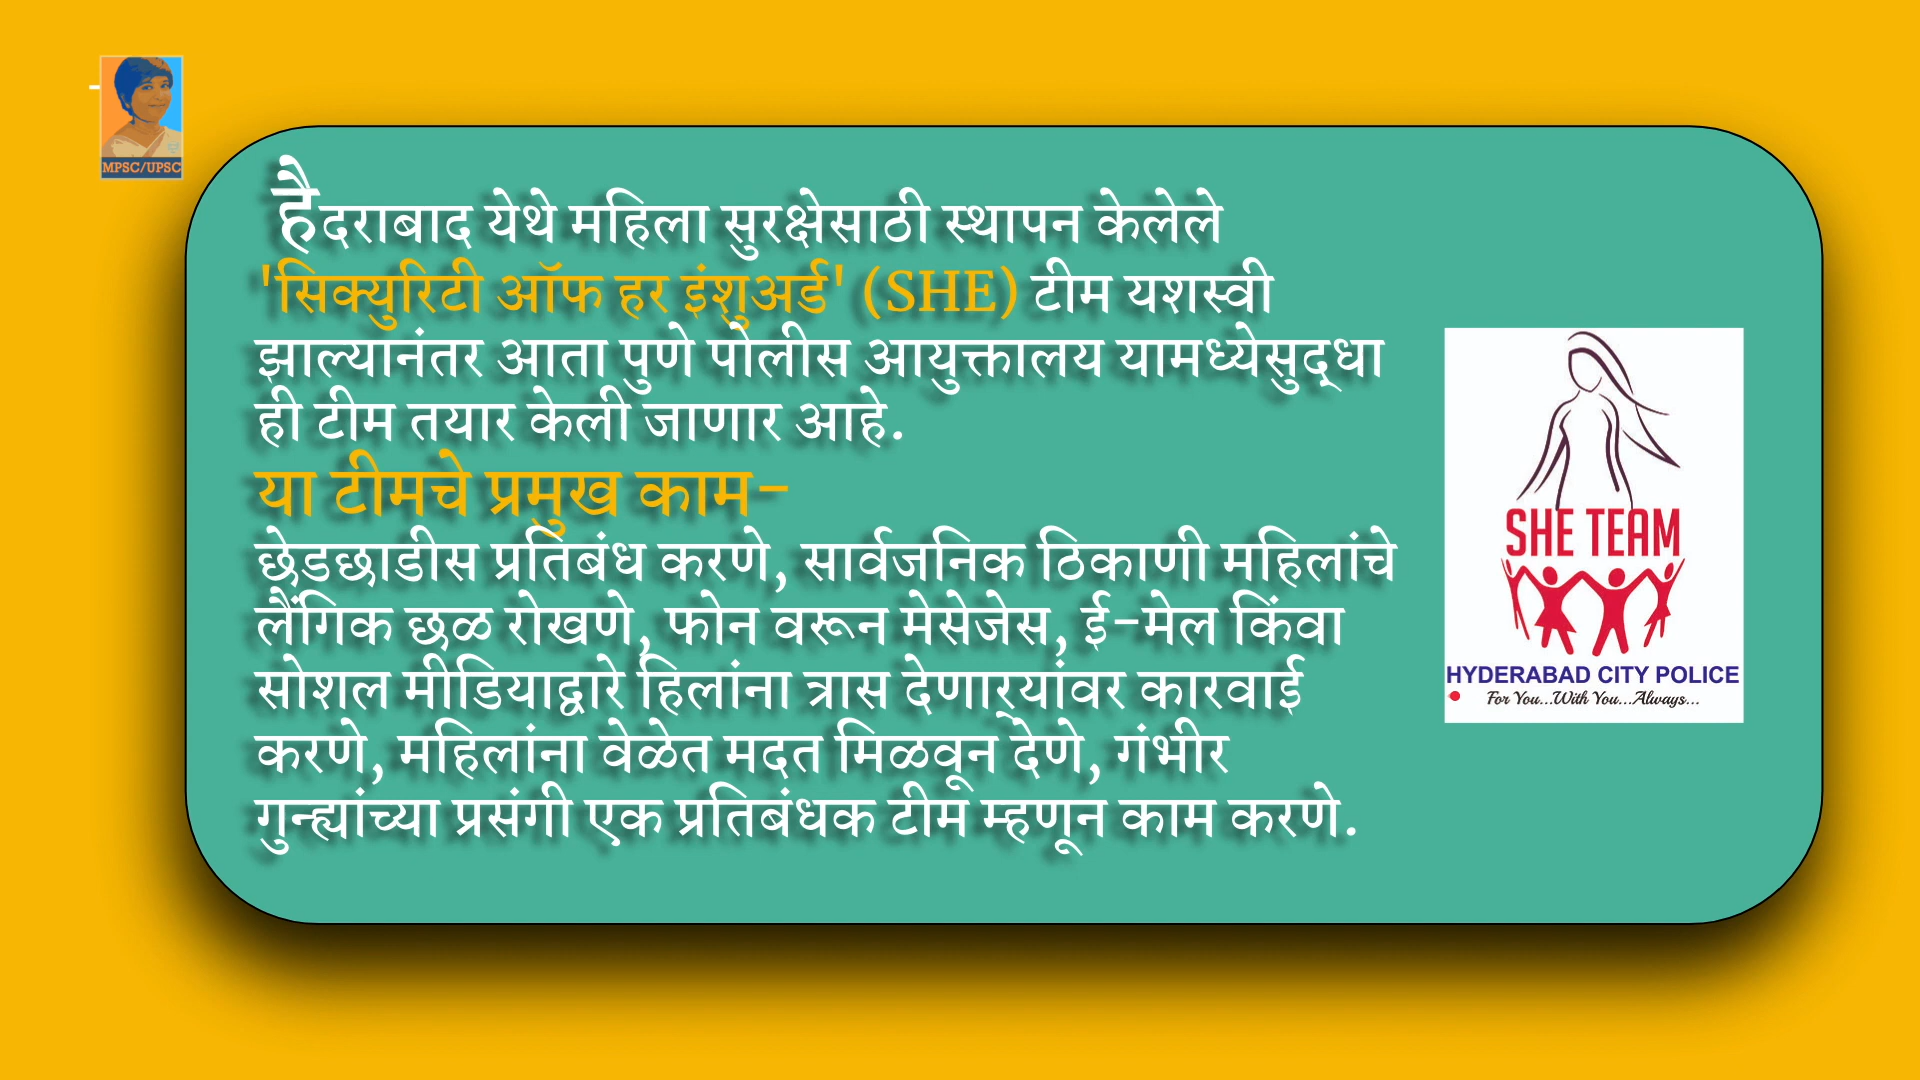 MPSC/UPSC
हैदराबाद येथे महिला सुरक्षेसाठी स्थापन केलेले
'सिक्युरिटी ऑफ हर इंशुअर्ड' (SHE) टीम यशस्वी
झाल्यानंतर आता पुणे पोलीस आयुक्तालय यामध्येसुद्धा
ही टीम तयार केली जाणार आहे.
या टीमचे प्रमुख काम-
छेडछाडीस प्रतिबंध करणे, सार्वजनिक ठिकाणी महिलांचे
लैंगिक छळ रोखणे, फोन वरून मेसेजेस, ई-मेल किंवा
सोशल मीडियाद्वारे हिलांना त्रास देणाऱ्यांवर कारवाई
करणे, महिलांना वेळेत मदत मिळवून देणे, गंभीर
गुन्ह्यांच्या प्रसंगी एक प्रतिबंधक टीम म्हणून काम करणे.
SHE TEAM
HYDERABAD CITY POLICE
For You...With You...Always...